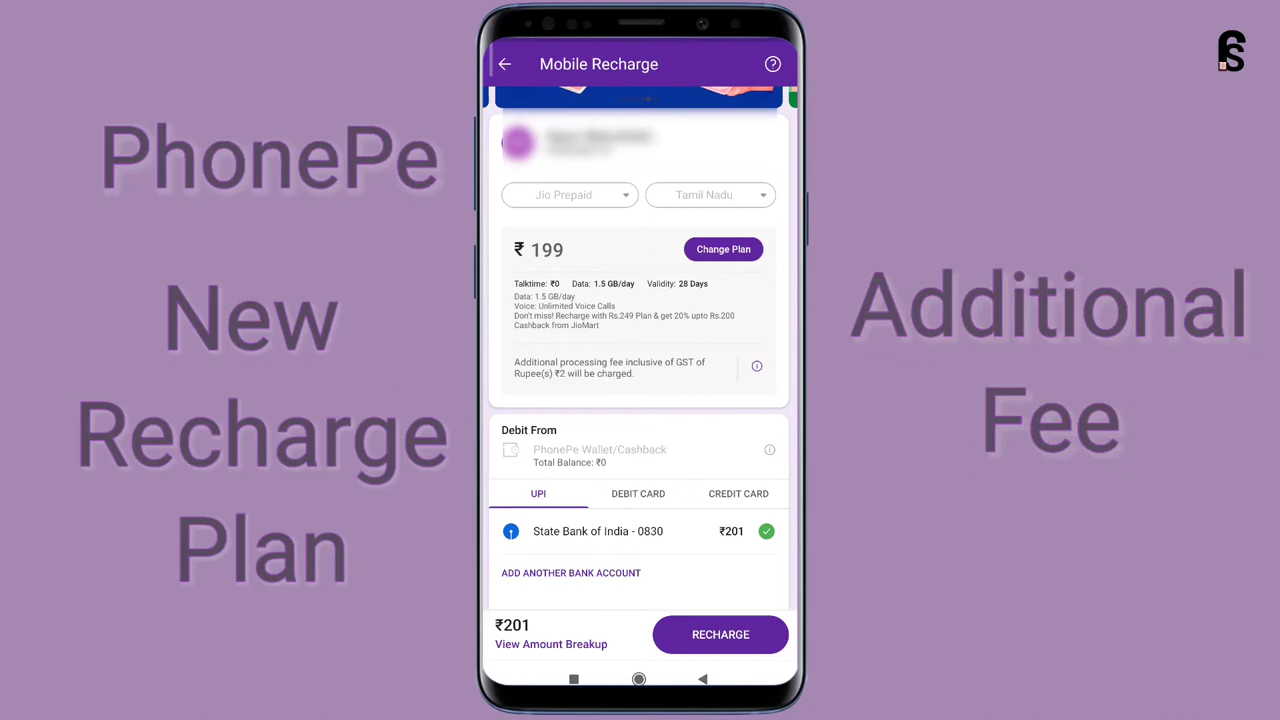 PhonePe
New
Recharge
Plan
Mobile Recharge
Jio Prepaid
Tamil Nadu
₹ 199
Change Plan
Talktime: ₹0 Data: 1.5 GB/day Validity: 28 Days
Data: 1.5 GB/day
Voice: Unlimited Voice Calls
Don't miss! Recharge with Rs.249 Plan & get 20% upto Rs.200
Cashback from JioMart
Additional processing fee inclusive of GST of
Rupee(s) ₹2 will be charged.
Debit From
PhonePe Wallet/Cashback
Total Balance: ₹0
UPI DEBIT CARD CREDIT CARD
State Bank of India - 0830 ₹201
ADD ANOTHER BANK ACCOUNT
₹201
View Amount Breakup
RECHARGE
Additional
Fee